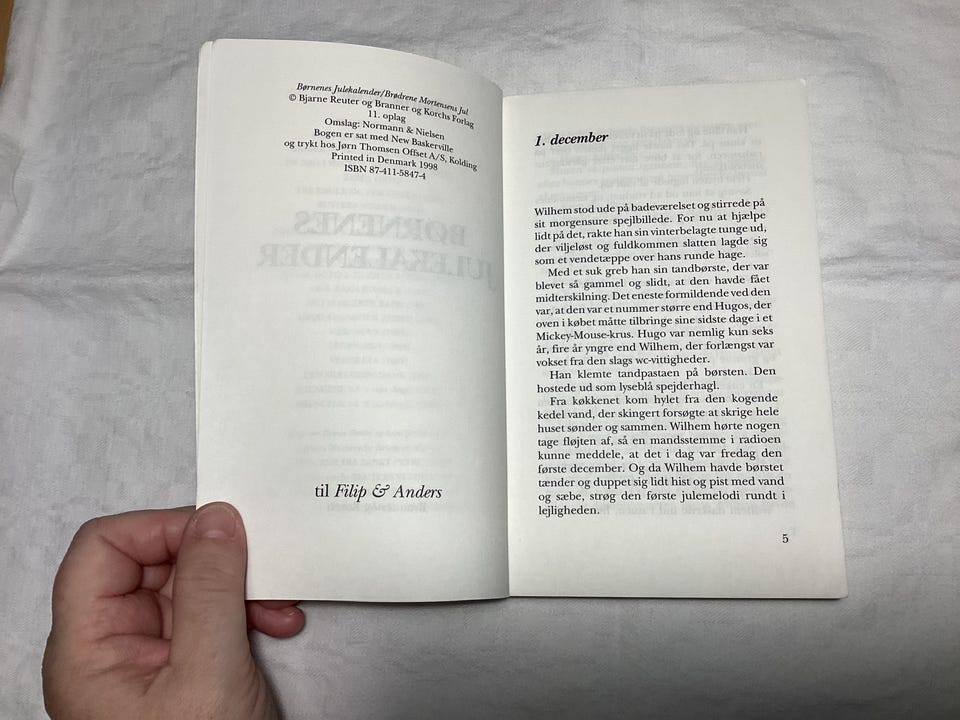 Børnenes Julekalender/Brødrene Mortensens Jul
© Bjarne Reuter og Branner og Korchs Forlag
11. oplag
Omslag: Normann & Nielsen
Bogen er sat med New Baskerville
og trykt hos Jørn Thomsen Offset A/S, Kolding
Printed in Denmark 1998
ISBN 87-411-5847-4
BØRNENES
JULEKALENDER
til Filip & Anders
1. december
Wilhem stod ude på badeværelset og stirrede på
sit morgensure spejlbillede. For nu at hjælpe
lidt på det, rakte han sin vinterbelagte tunge ud,
der viljeløst og fuldkommen slatten lagde sig
som et vendetæppe over hans runde hage.
Med et suk greb han sin tandbørste, der var
blevet så gammel og slidt, at den havde fået
midterskilning. Det eneste formildende ved den
var, at den var et nummer større end Hugos, der
oven i købet måtte tilbringe sine sidste dage i et
Mickey-Mouse-krus. Hugo var nemlig kun seks
år, fire år yngre end Wilhem, der forlængst var
vokset fra den slags wc-vittigheder.
Han klemte tandpastaen på børsten. Den
hostede ud som lyseblå spejderhagl.
Fra køkkenet kom hylet fra den kogende
kedel vand, der skingert forsøgte at skrige hele
huset sønder og sammen. Wilhem hørte nogen
tage fløjten af, så en mandsstemme i radioen
kunne meddele, at det i dag var fredag den
første december. Og da Wilhem havde børstet
tænder og duppet sig lidt hist og pist med vand
og sæbe, strøg den første julemelodi rundt i
lejligheden.
5